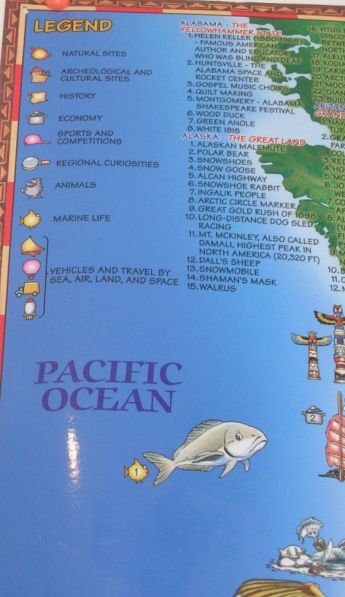 LEGEND
NATURAL SITES
ARCHEOLOGICAL AND
CULTURAL SITES
HISTORY
ECONOMY
SPORTS AND
COMPETITIONS
REGIONAL CURIOSITIES
ANIMALS
MARINE LIFE
VEHICLES AND TRAVEL BY
SEA, AIR, LAND, AND SPACE
ALABAMA - THE
YELLOWHAMMER STATE
1. HELEN KELLER (1880-1968)
- FAMOUS AMERICAN
AUTHOR AND EDUCATOR
WHO WAS BLIND AND DEAF
2. HUNTSVILLE - THE
ALABAMA SPACE AND
ROCKET CENTER
3. GOSPEL MUSIC CHOIRS
4. QUILT MAKING
5. MONTGOMERY - ALABAMA
SHAKESPEARE FESTIVAL
6. WOOD DUCK
7. GREEN ANOLE
8. WHITE IBIS
ALASKA - THE GREAT LAND
1. ALASKAN MALEMUTE
2. POLAR BEAR
3. SNOWSHOES
4. SNOW GOOSE
5. ALCAN HIGHWAY
6. SNOWSHOE RABBIT
7. INGALIK PEOPLE
8. ARCTIC CIRCLE MARKER
9. GREAT GOLD RUSH OF 1898
10. LONG-DISTANCE DOG SLED
RACING
11. MT. MCKINLEY, ALSO CALLED
DAMALI, HIGHEST PEAK IN
NORTH AMERICA (20,320 FT)
12. DALL'S SHEEP
13. SNOWMOBILE
14. SHAMAN'S MASK
15. WALRUS
16. VITUS
PACIFIC
OCEAN
1
2